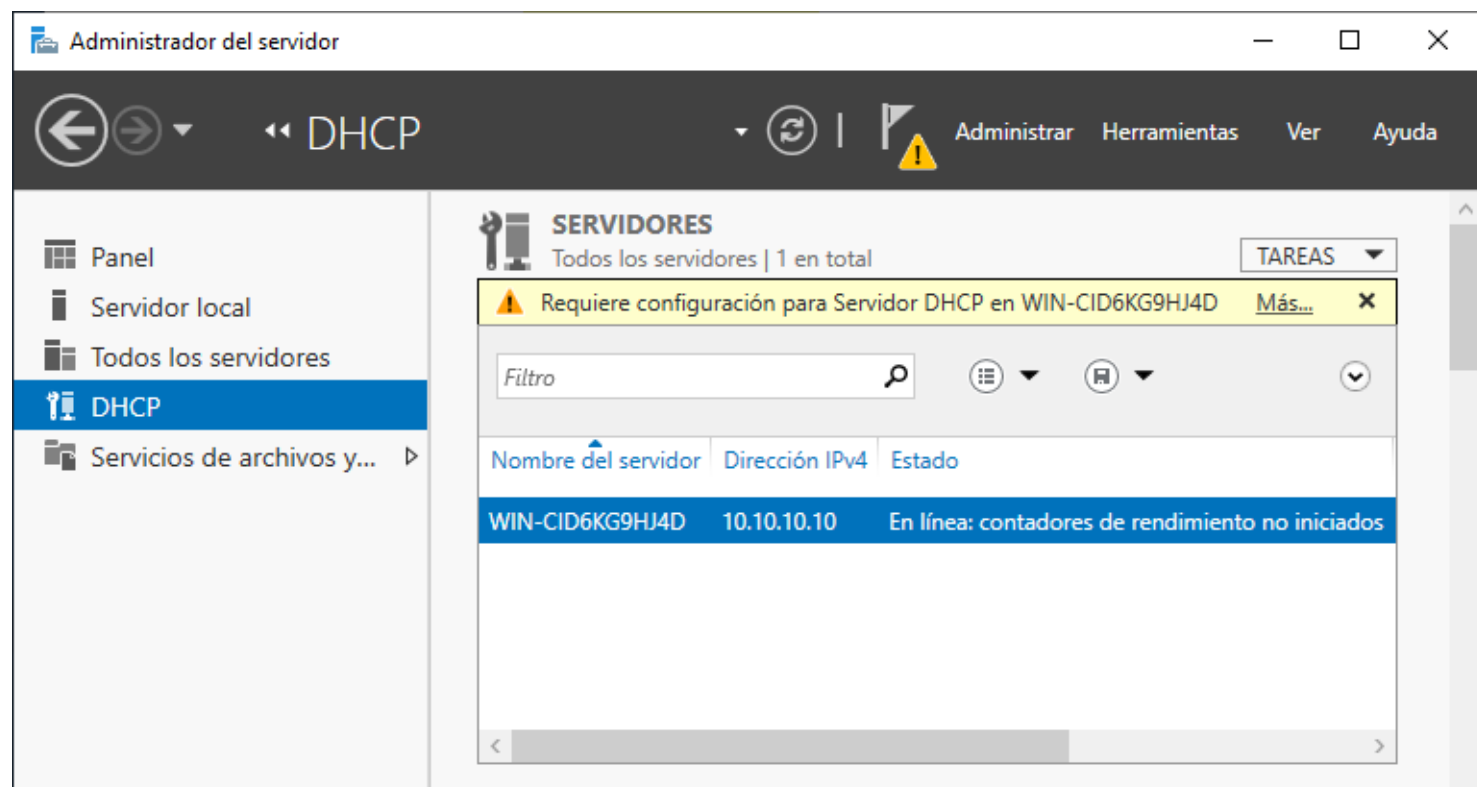 Administrador del servidor
DHCP
Administrar Herramientas Ver Ayuda
Panel
Servidor local
Todos los servidores
DHCP
Servicios de archivos y...
SERVIDORES
Todos los servidores | 1 en total
TAREAS
Requiere configuración para Servidor DHCP en WIN-CID6KG9HJ4D Más...
Filtro
Nombre del servidor Dirección IPv4 Estado
WIN-CID6KG9HJ4D 10.10.10.10 En línea: contadores de rendimiento no iniciados